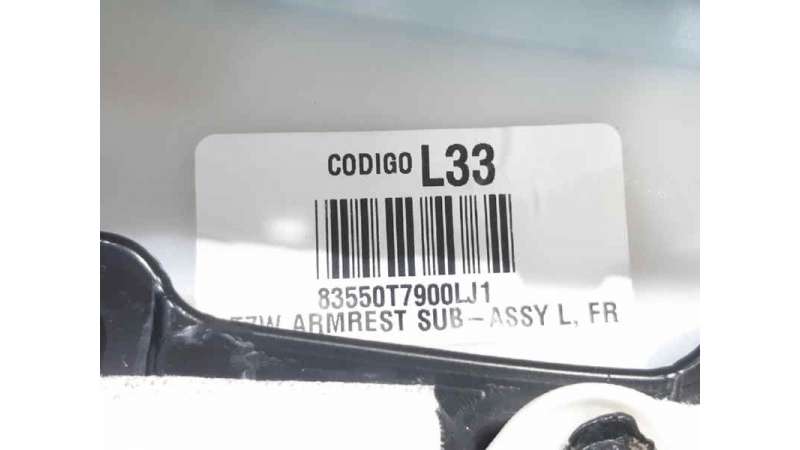 CODIGO L33
83550T7900LJ1
ARMREST SUB-ASSY L, FR